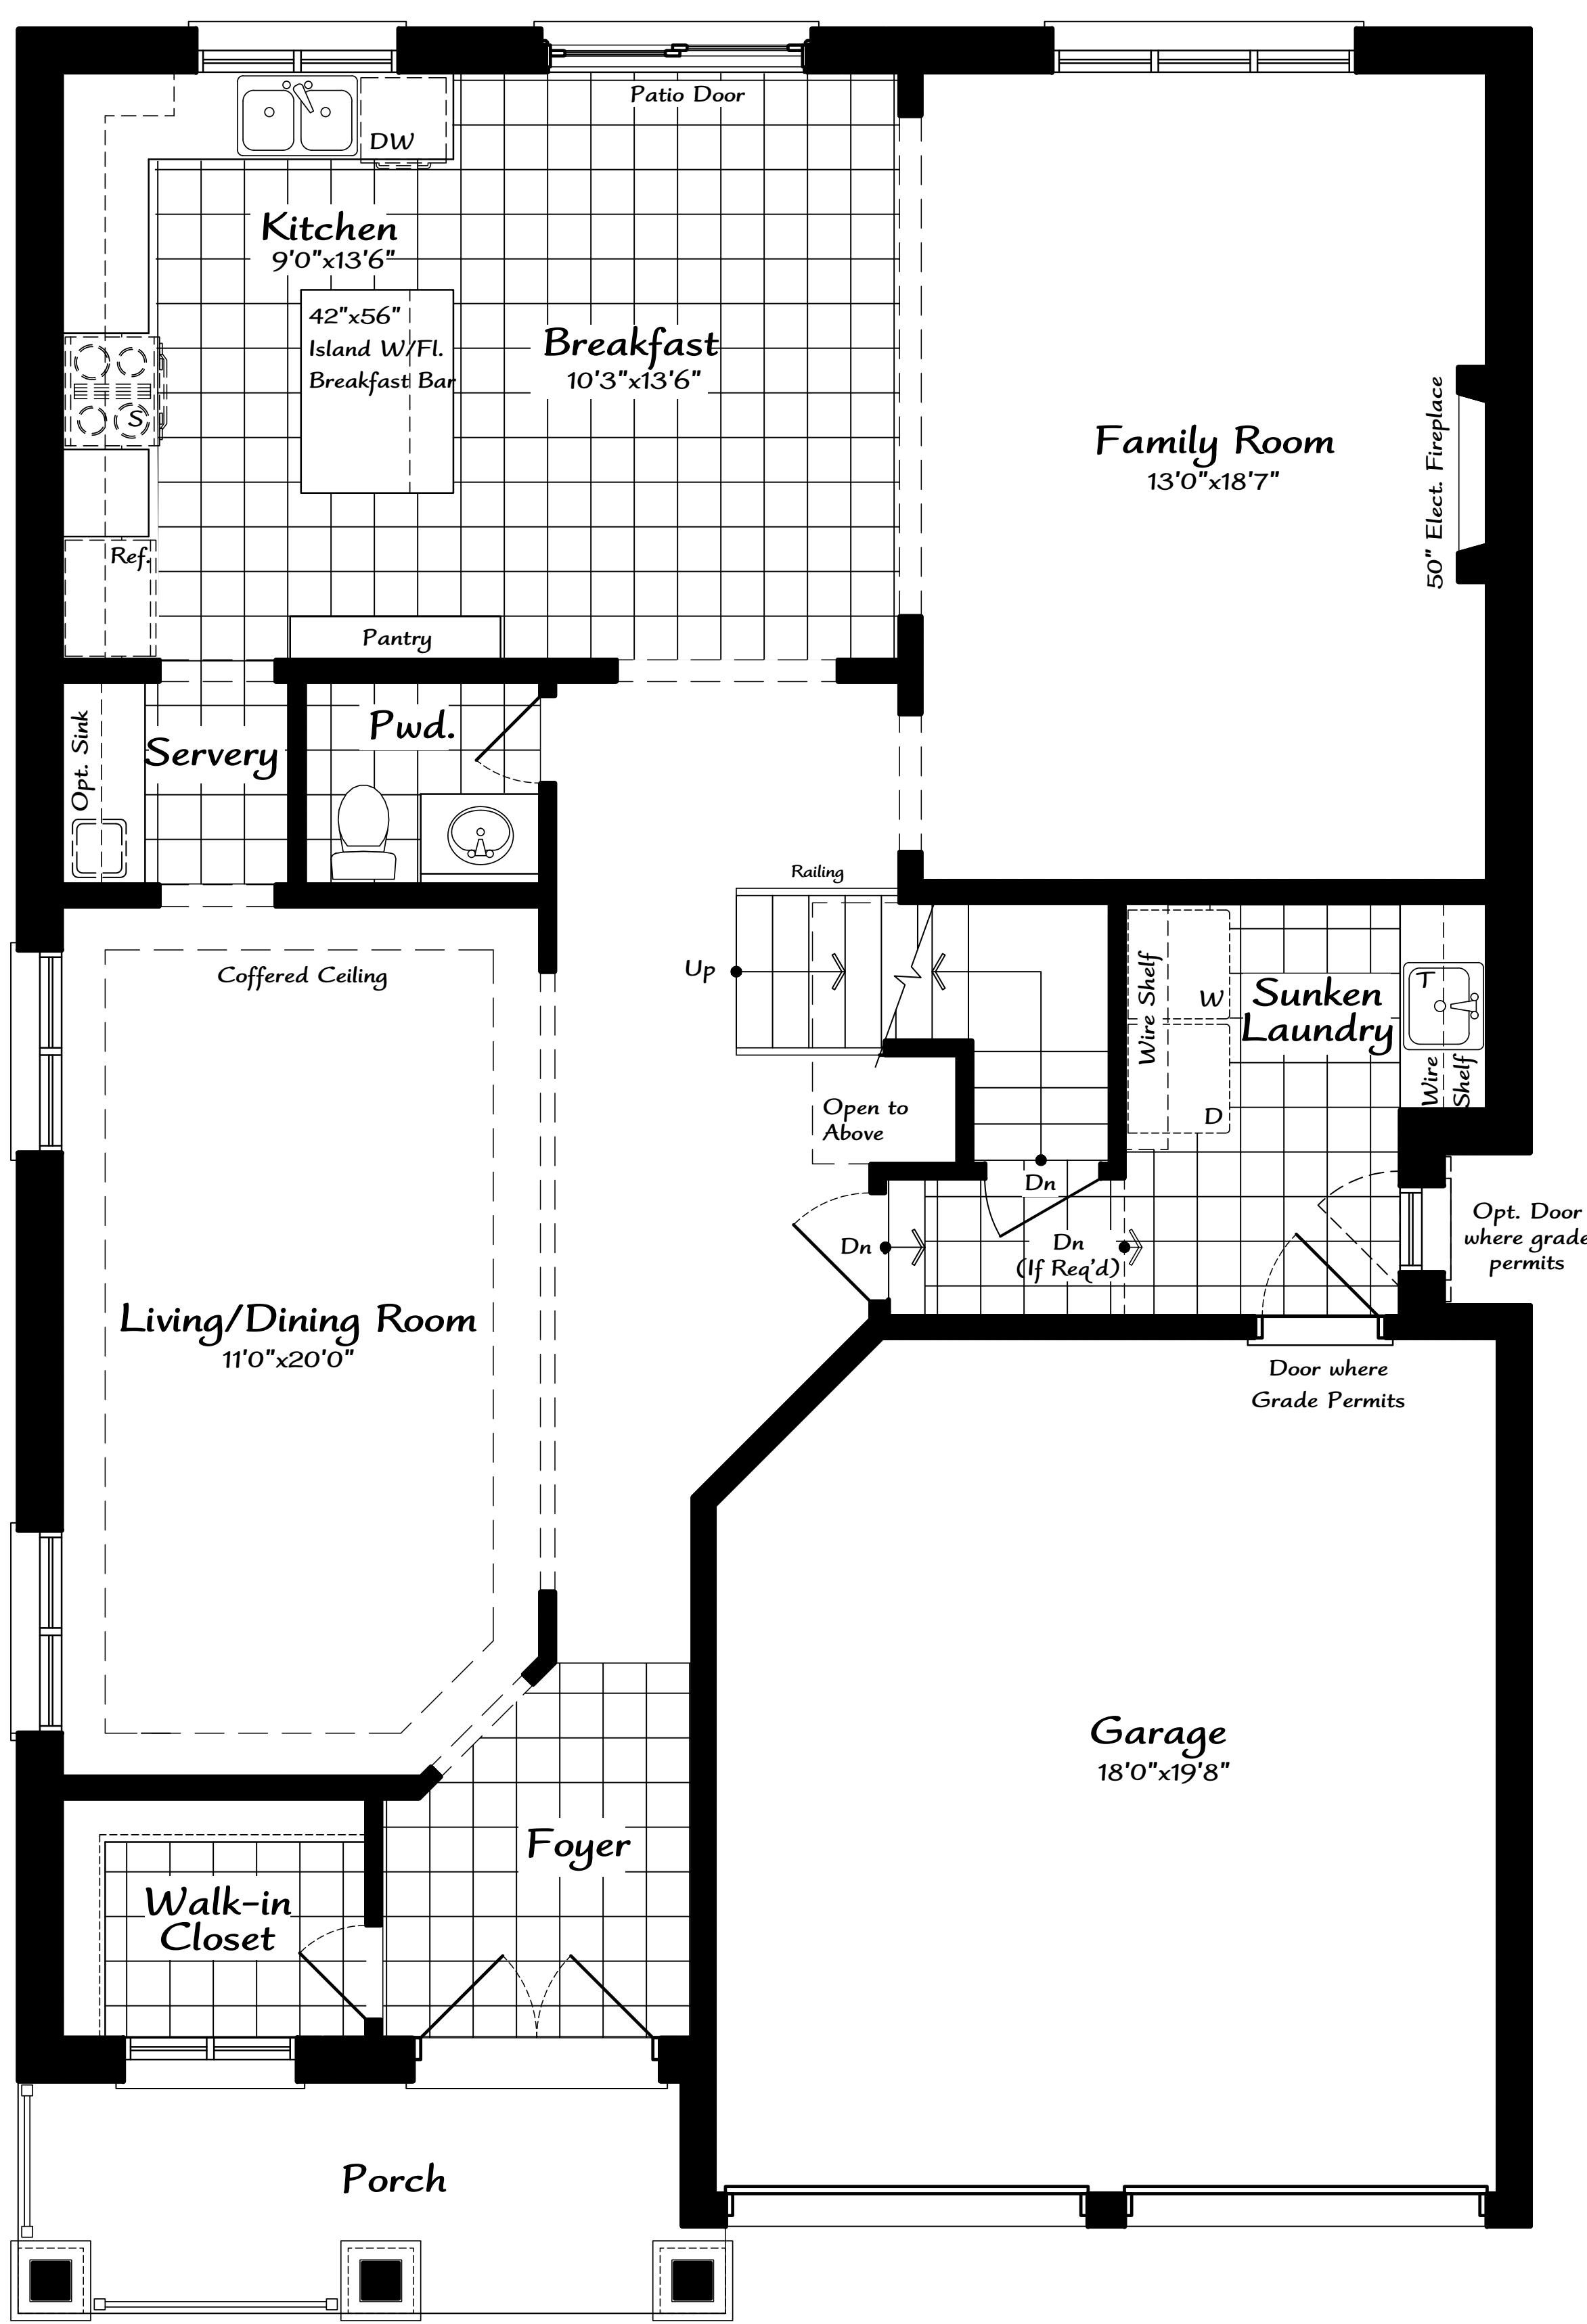 Patio Door
DW
Kitchen
9'0"x13'6"
42"x56"
Island W/Fl.
Breakfast Bar
Breakfast
10'3"x13'6"
Family Room
13'0"x18'7"
50" Elect. Fireplace
S
Ref.
Pantry
Opt. Sink
Servery
Pwd.
Railing
Up
Coffered Ceiling
Wire Shelf
W
D
Sunken
Laundry
T
Wire
Shelf
Open to
Above
Dn
Dn
Dn
(If Req'd)
Opt. Door
where grade
permits
Living/Dining Room
11'0"x20'0"
Door where
Grade Permits
Garage
18'0"x19'8"
Foyer
Walk-in
Closet
Porch